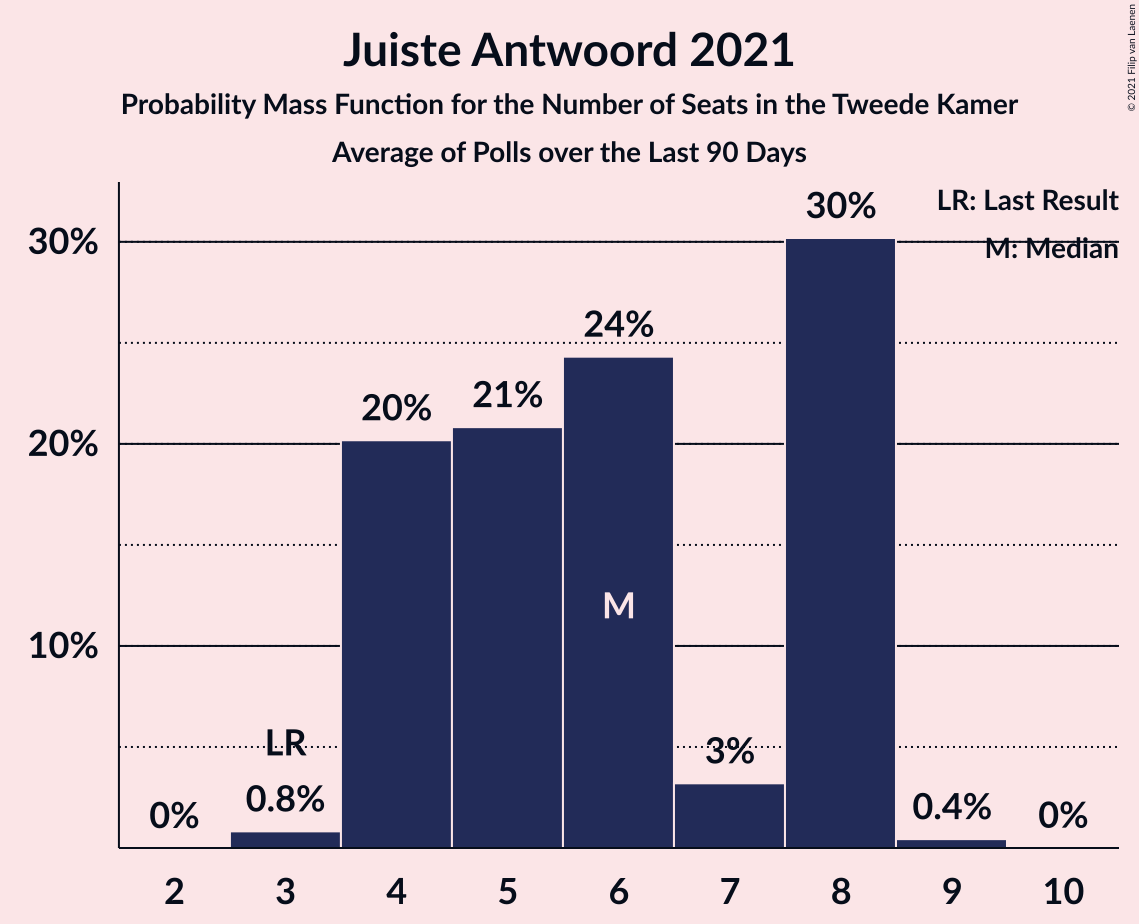 Juiste Antwoord 2021
Probability Mass Function for the Number of Seats in the Tweede Kamer
Average of Polls over the Last 90 Days
© 2021 Filip van Laenen
LR: Last Result
M: Median
30%
20%
10%
0%
LR
0.8%
20%
21%
24%
M
3%
30%
0.4%
0%
2 3 4 5 6 7 8 9 10